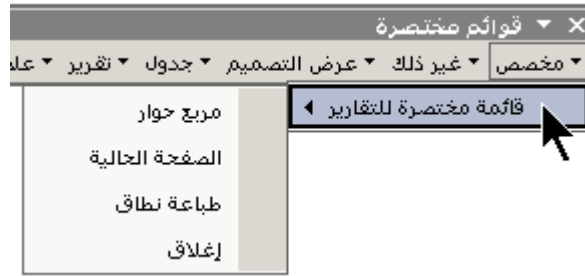 قوائم مختصرة
مخصص غير ذلك عرض التصميم جدول تقرير
قائمة مختصرة للتقارير
مربع حوار
الصفحة الحالية
طباعة نطاق
إغلاق